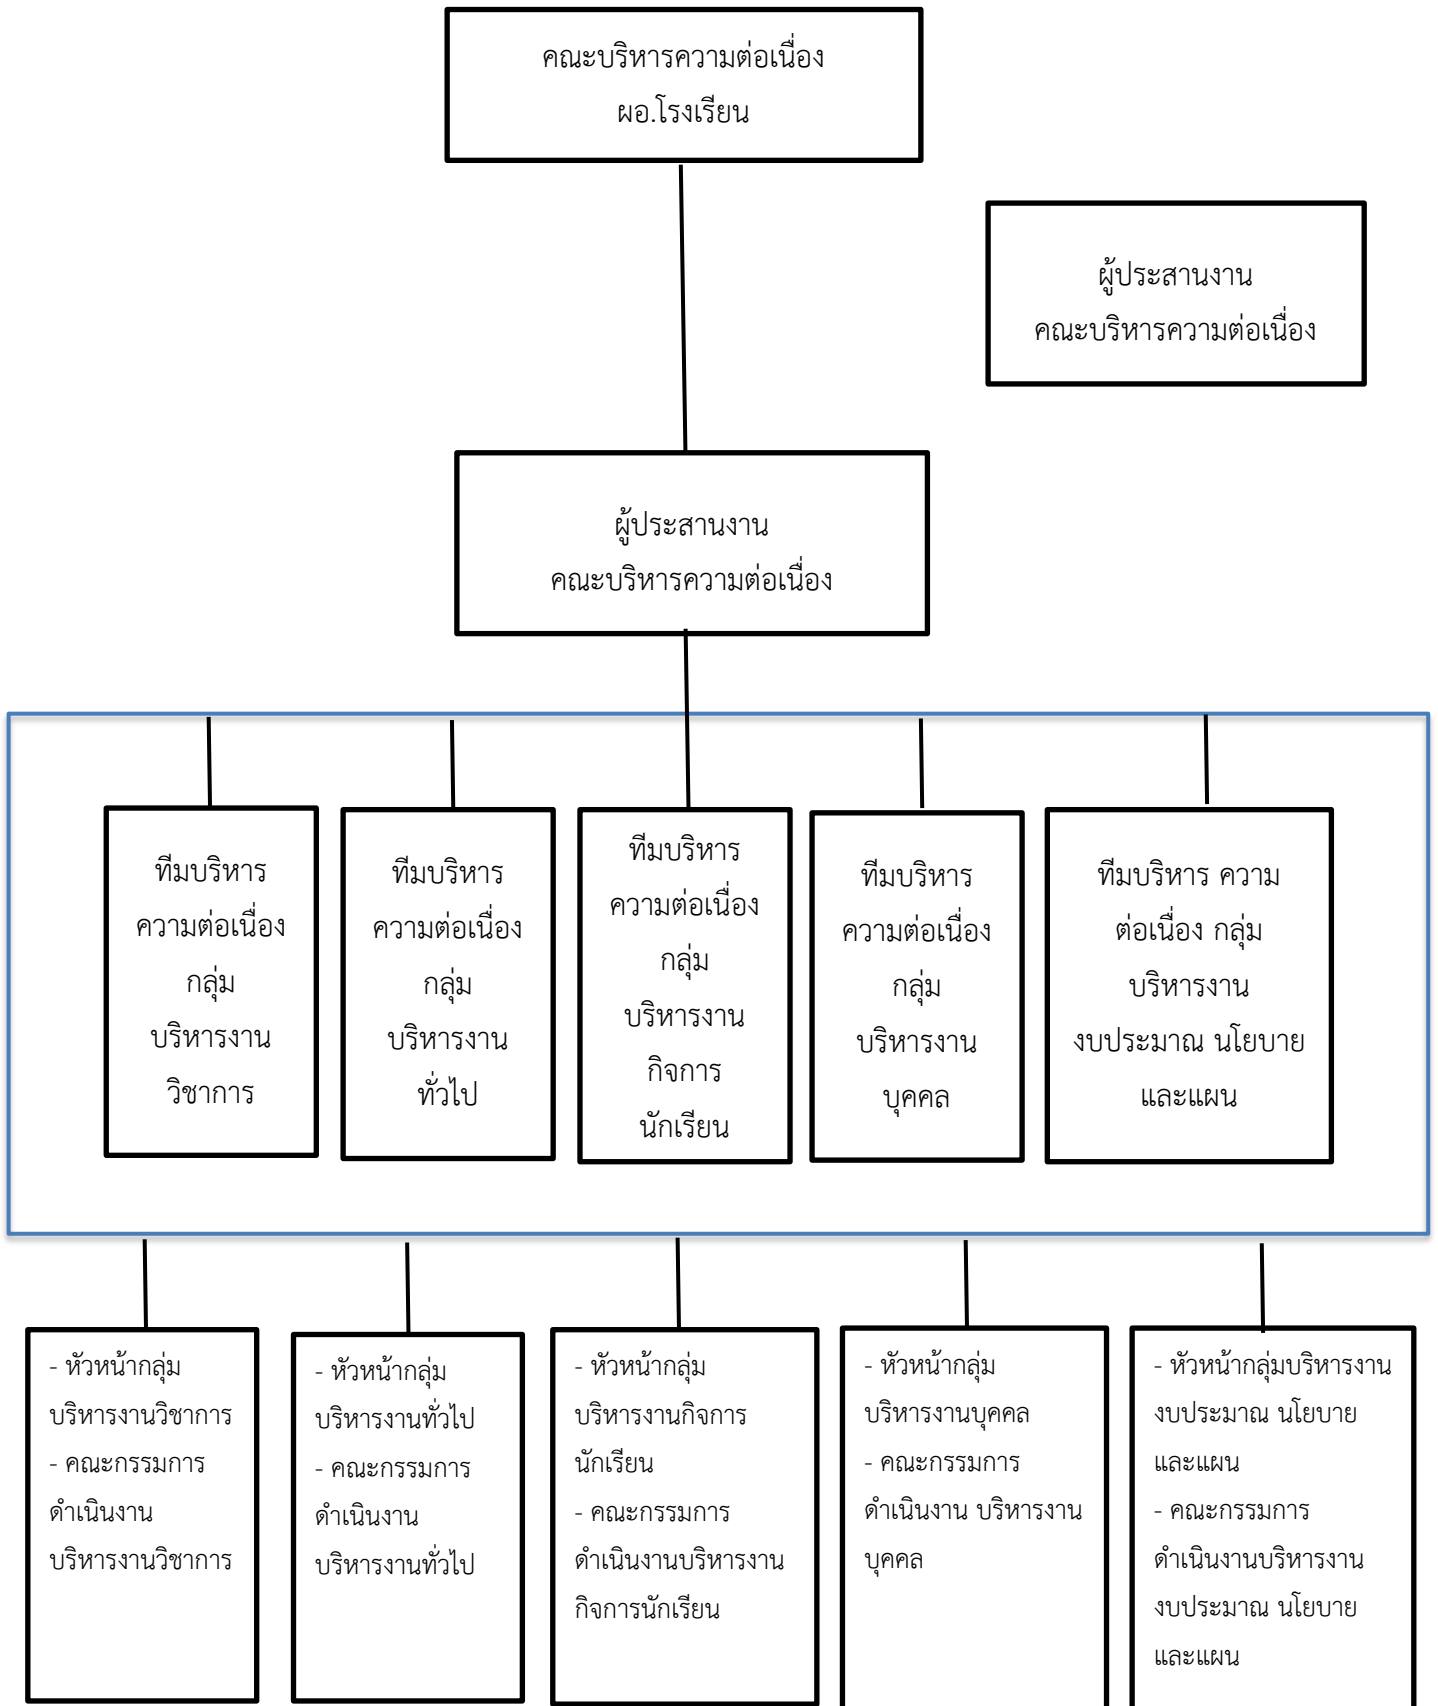 คณะบริหารความต่อเนื่อง
ผอ.โรงเรียน
ผู้ประสานงาน
คณะบริหารความต่อเนื่อง
ผู้ประสานงาน
คณะบริหารความต่อเนื่อง
ทีมบริหาร
ความต่อเนื่อง
กลุ่ม
บริหารงาน
วิชาการ
ทีมบริหาร
ความต่อเนื่อง
กลุ่ม
บริหารงาน
ทั่วไป
ทีมบริหาร
ความต่อเนื่อง
กลุ่ม
บริหารงาน
กิจการ
นักเรียน
ทีมบริหาร
ความต่อเนื่อง
กลุ่ม
บริหารงาน
บุคคล
ทีมบริหาร ความ
ต่อเนื่อง กลุ่ม
บริหารงาน
งบประมาณ นโยบาย
และแผน
- หัวหน้ากลุ่ม
บริหารงานวิชาการ
- คณะกรรมการ
ดำเนินงาน
บริหารงานวิชาการ
- หัวหน้ากลุ่ม
บริหารงานทั่วไป
- คณะกรรมการ
ดำเนินงาน
บริหารงานทั่วไป
- หัวหน้ากลุ่ม
บริหารงานกิจการ
นักเรียน
- คณะกรรมการ
ดำเนินงานบริหารงาน
กิจการนักเรียน
- หัวหน้ากลุ่ม
บริหารงานบุคคล
- คณะกรรมการ
ดำเนินงาน บริหารงาน
บุคคล
- หัวหน้ากลุ่มบริหารงาน
งบประมาณ นโยบาย
และแผน
- คณะกรรมการ
ดำเนินงานบริหารงาน
งบประมาณ นโยบาย
และแผน